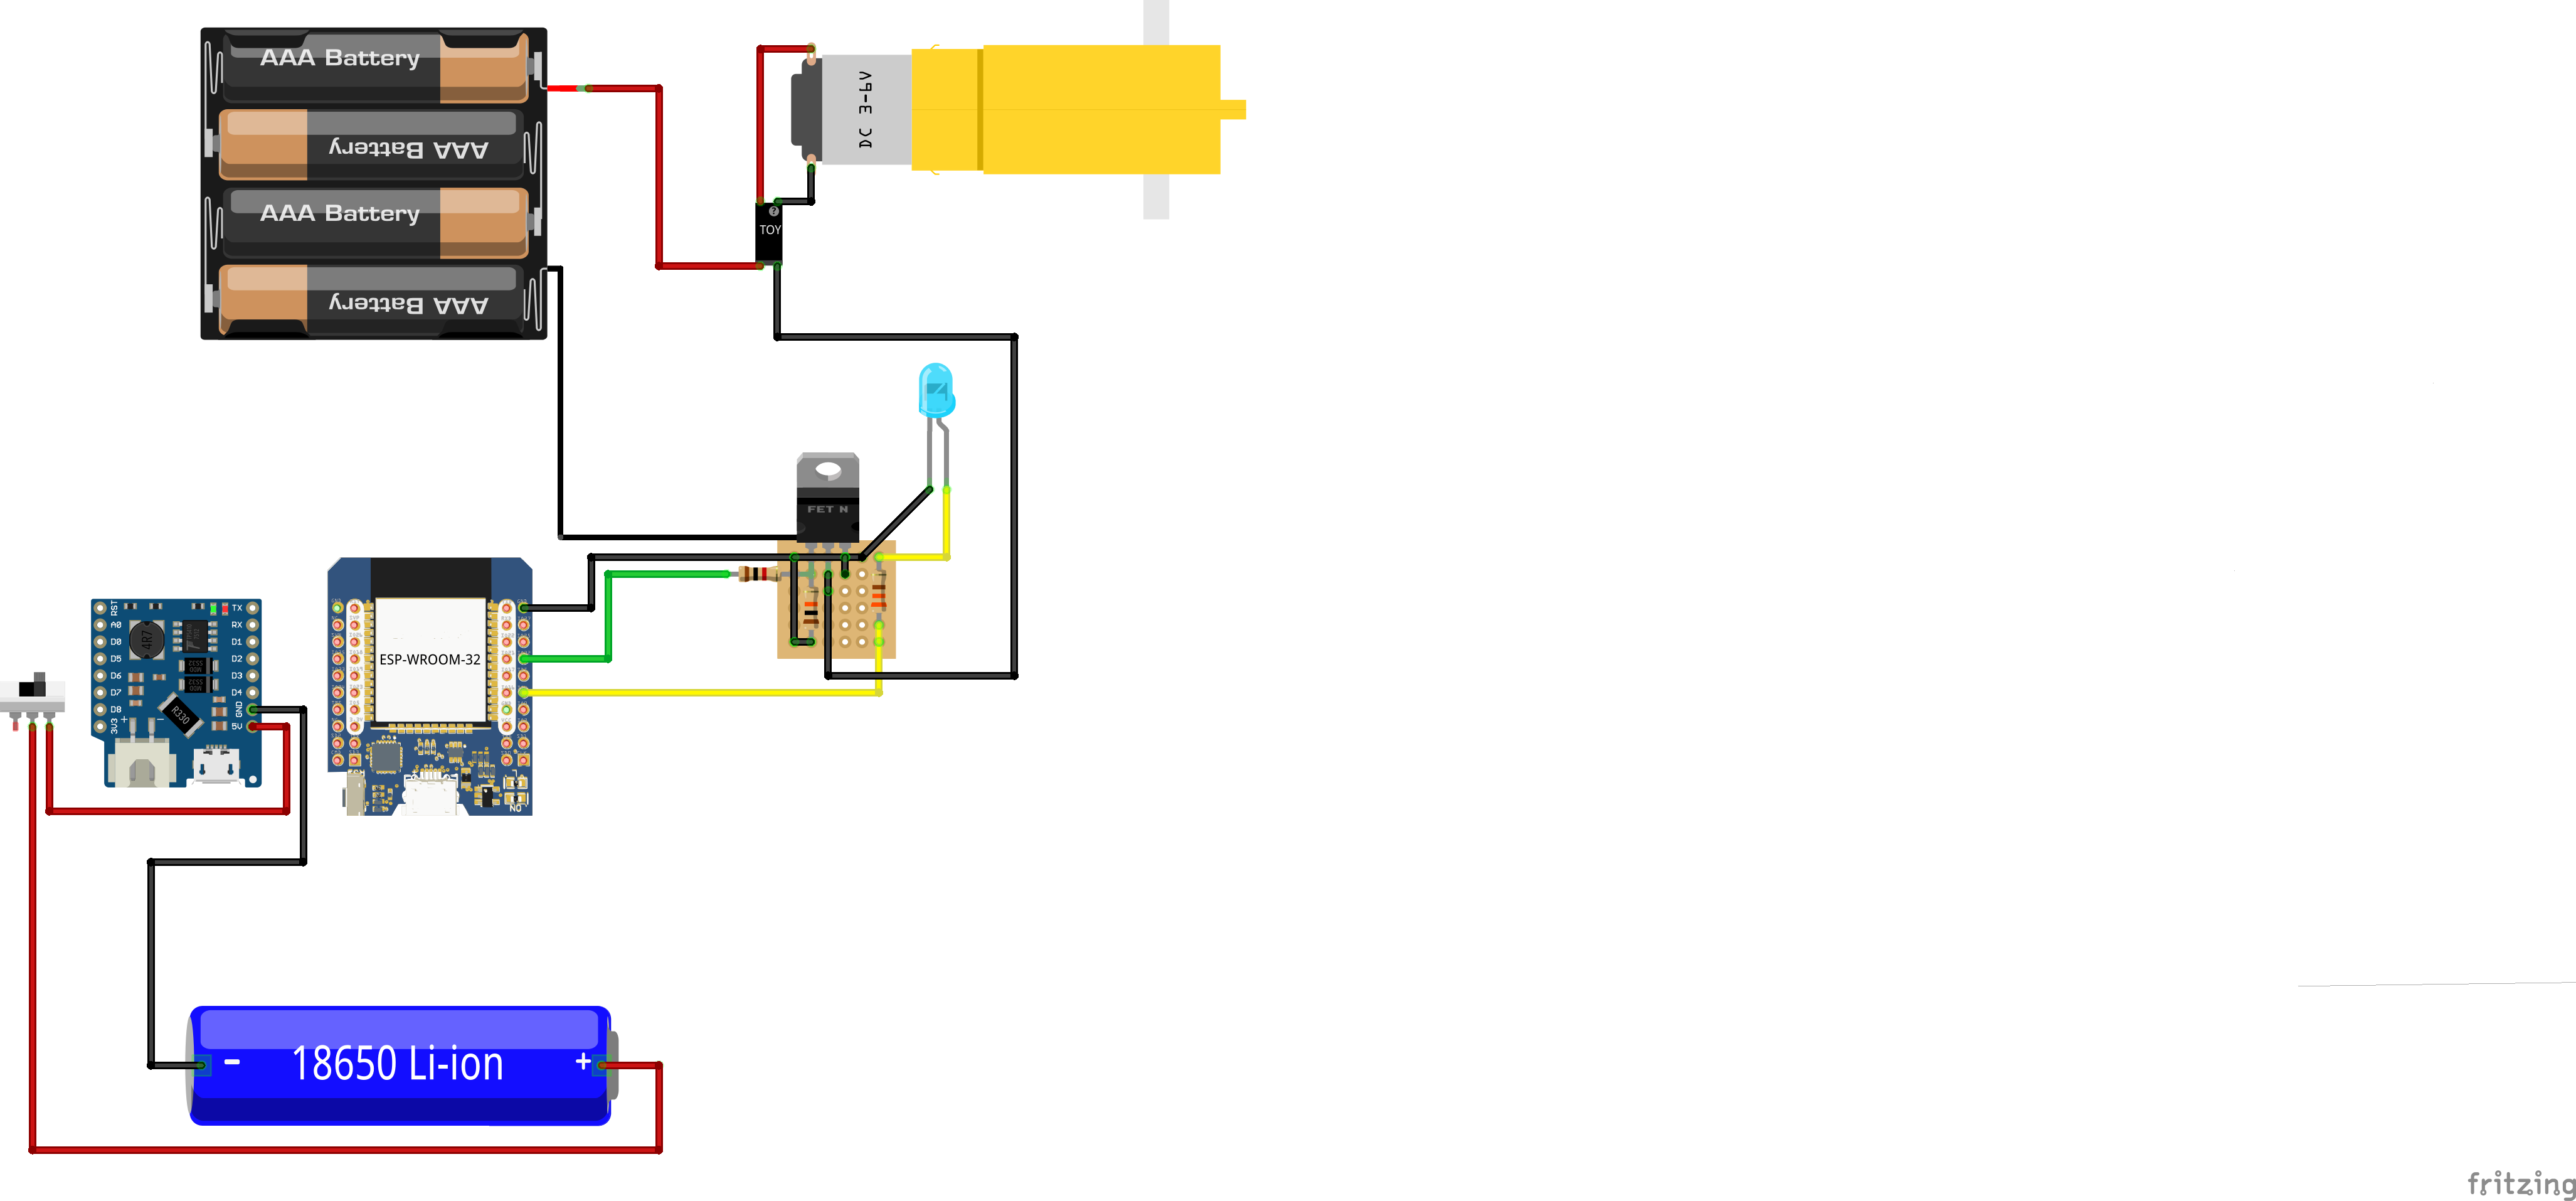 AAA Battery
AAA Battery
AAA Battery
AAA Battery
DC 3-6V
?
TOY
FET N
ESP-WROOM-32
RST
A0
D0
D5
D6
D7
D8
3V3
TX
RX
D1
D2
D3
D4
GND
5V
4R7
R330
+ -
NO
- 18650 Li-ion +
fritzing